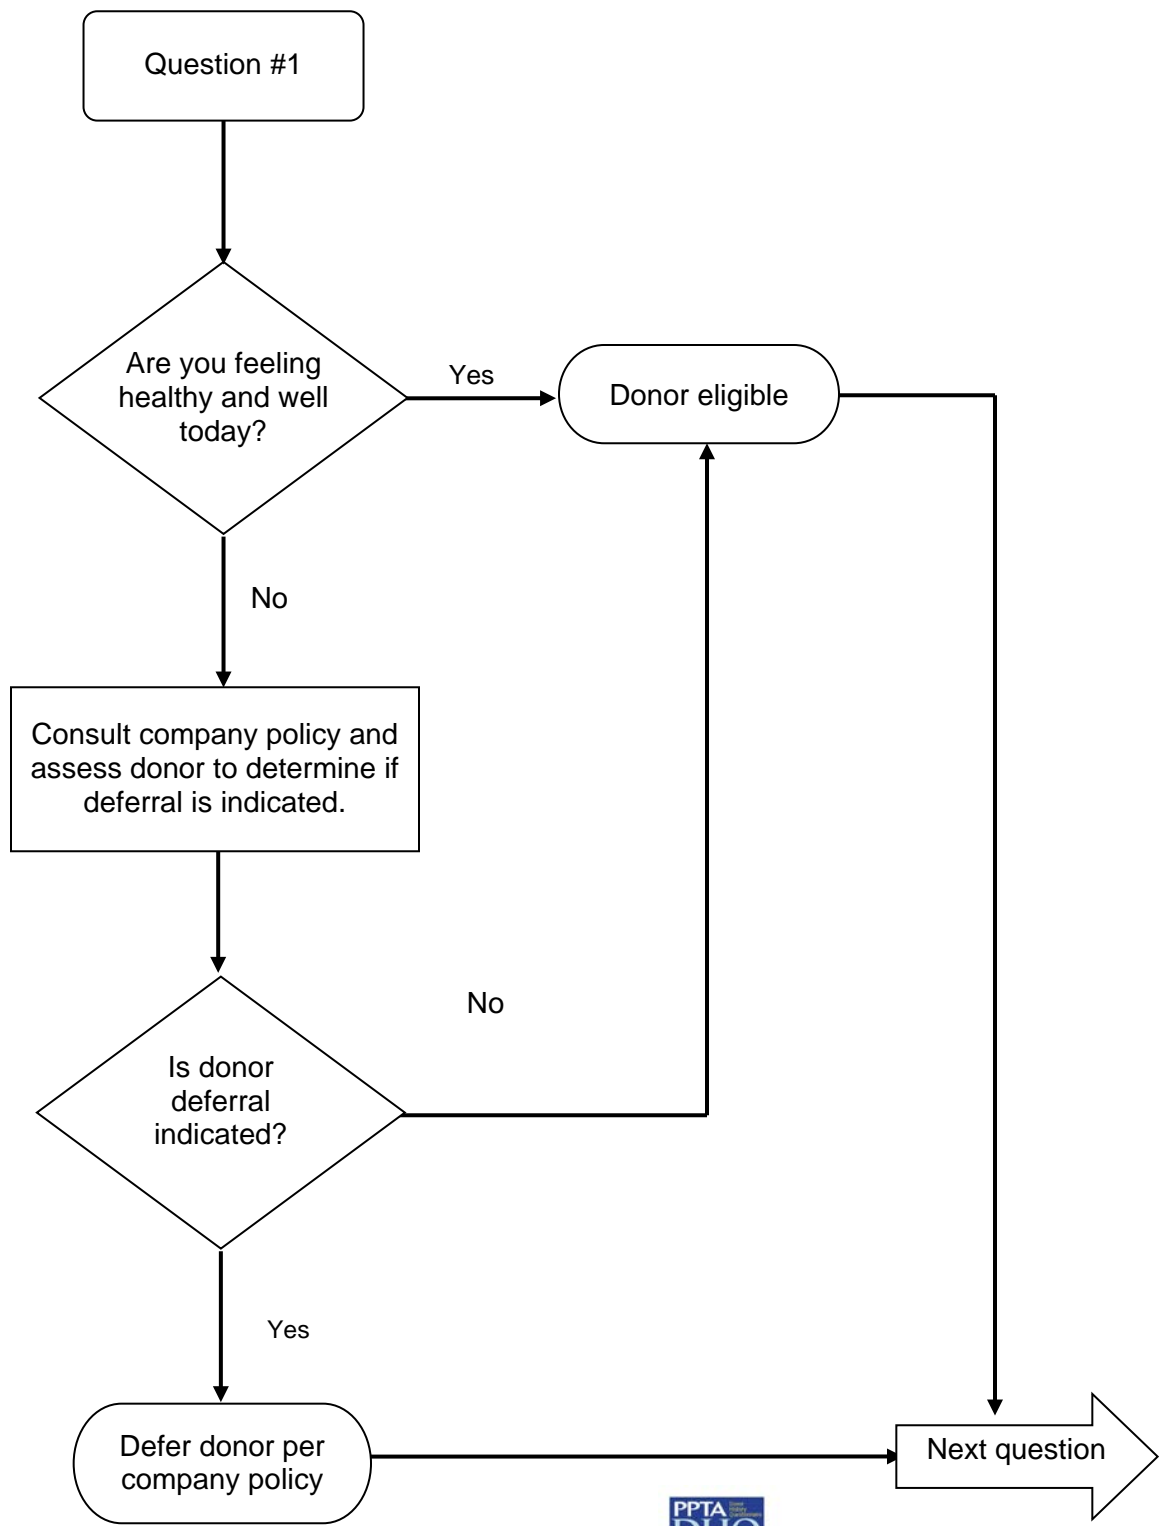 Question #1
Are you feeling
healthy and well
today?
Yes
Donor eligible
No
Consult company policy and
assess donor to determine if
deferral is indicated.
No
Is donor
deferral
indicated?
Yes
Defer donor per
company policy
Next question
PPTA